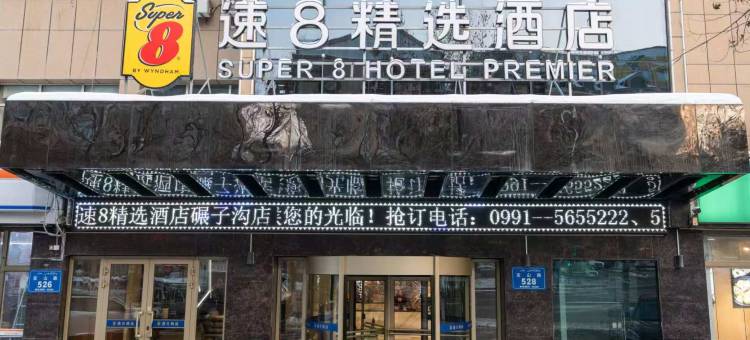 Super
8
BY WYNDHAM
速8精选酒店
SUPER 8 HOTEL PREMIER
速8精选酒店碾子沟店 您的光临！抢订电话：0991--5655222、5
526
528